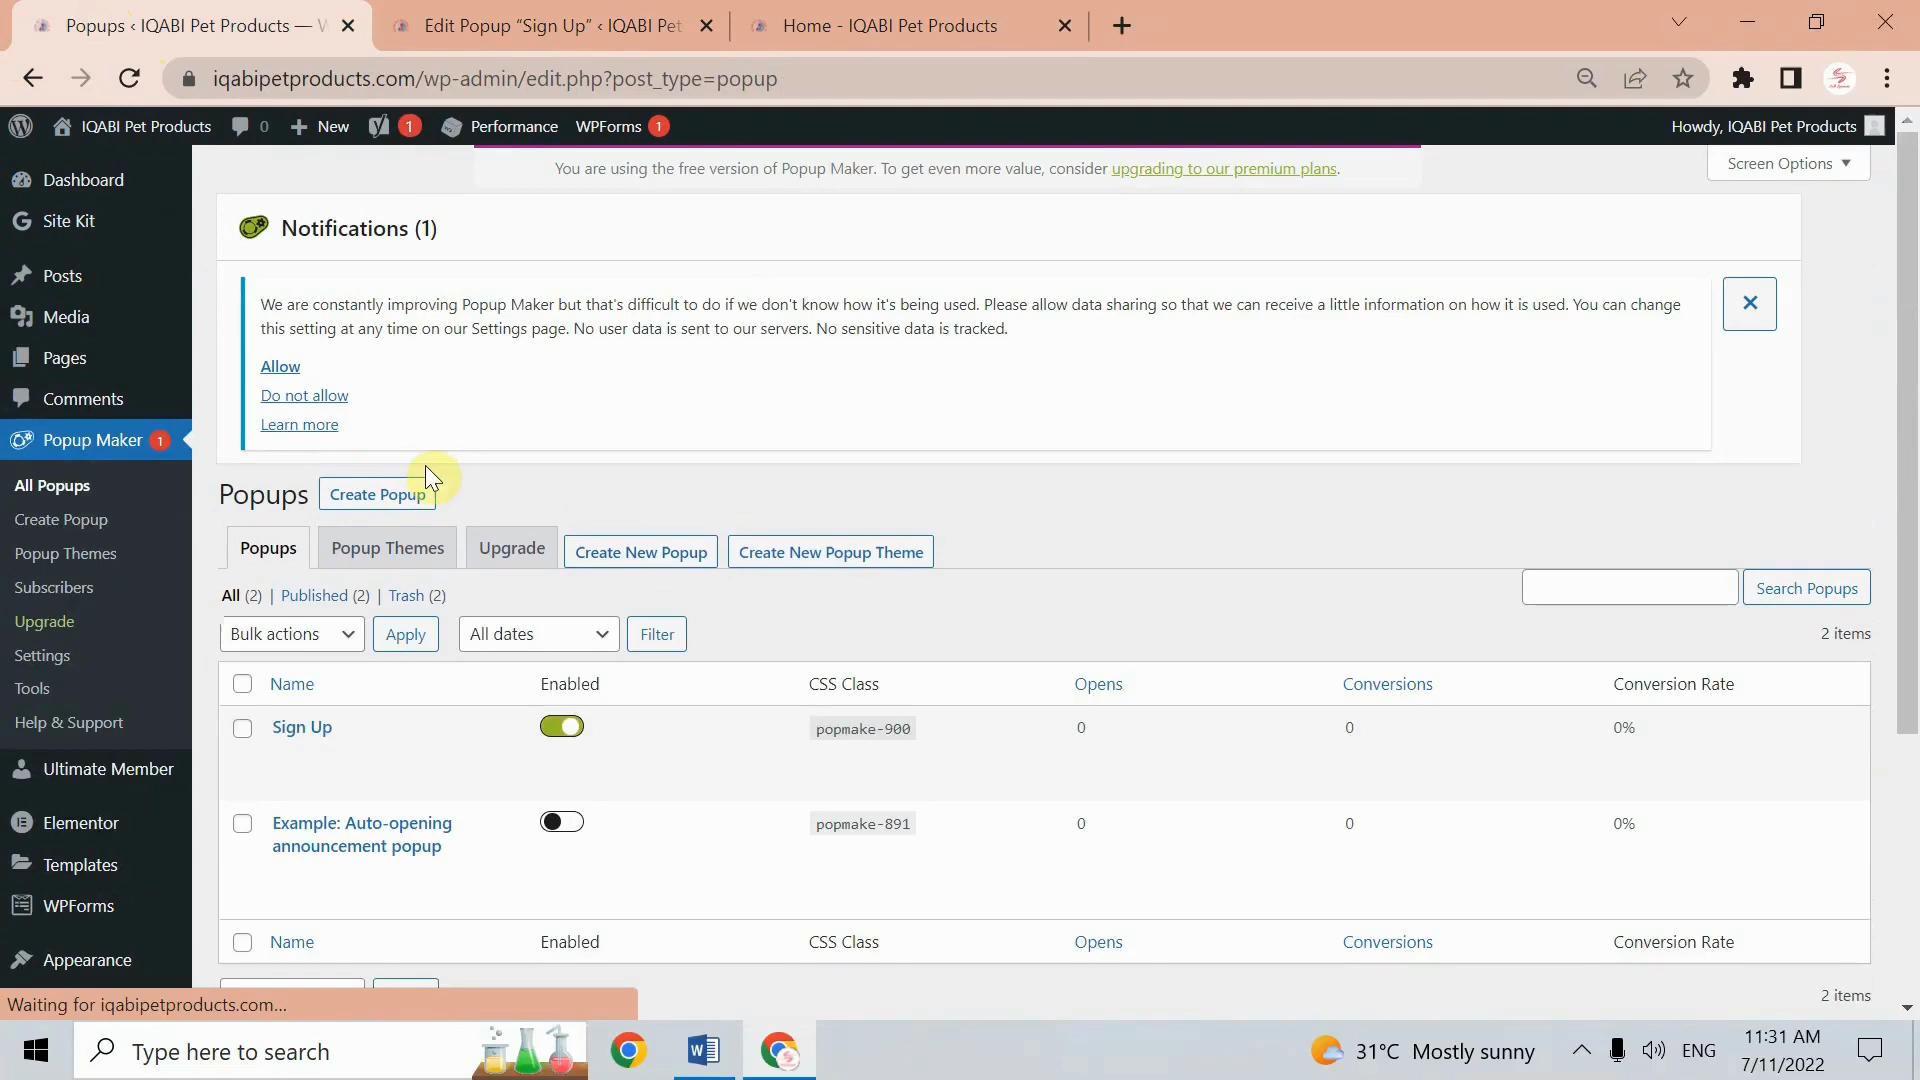 Popups ‹ IQABI Pet Products — W
Edit Popup “Sign Up” ‹ IQABI Pet
Home - IQABI Pet Products
iqabipetproducts.com/wp-admin/edit.php?post_type=popup
IQABI Pet Products
0
New
1
Performance
WPForms
1
Howdy, IQABI Pet Products
Dashboard
Site Kit
Posts
Media
Pages
Comments
Popup Maker
1
All Popups
Create Popup
Popup Themes
Subscribers
Upgrade
Settings
Tools
Help & Support
Ultimate Member
Elementor
Templates
WPForms
Appearance
You are using the free version of Popup Maker. To get even more value, consider upgrading to our premium plans.
Screen Options
Notifications (1)
We are constantly improving Popup Maker but that's difficult to do if we don't know how it's being used. Please allow data sharing so that we can receive a little information on how it is used. You can change
this setting at any time on our Settings page. No user data is sent to our servers. No sensitive data is tracked.
Allow
Do not allow
Learn more
Popups
Create Popup
Popups
Popup Themes
Upgrade
Create New Popup
Create New Popup Theme
All (2) | Published (2) | Trash (2)
Search Popups
Bulk actions
Apply
All dates
Filter
2 items
Name
Enabled
CSS Class
Opens
Conversions
Conversion Rate
Sign Up
popmake-900
0
0
0%
Example: Auto-opening
announcement popup
popmake-891
0
0
0%
Name
Enabled
CSS Class
Opens
Conversions
Conversion Rate
2 items
Waiting for iqabipetproducts.com...
Type here to search
31°C Mostly sunny
ENG
11:31 AM
7/11/2022